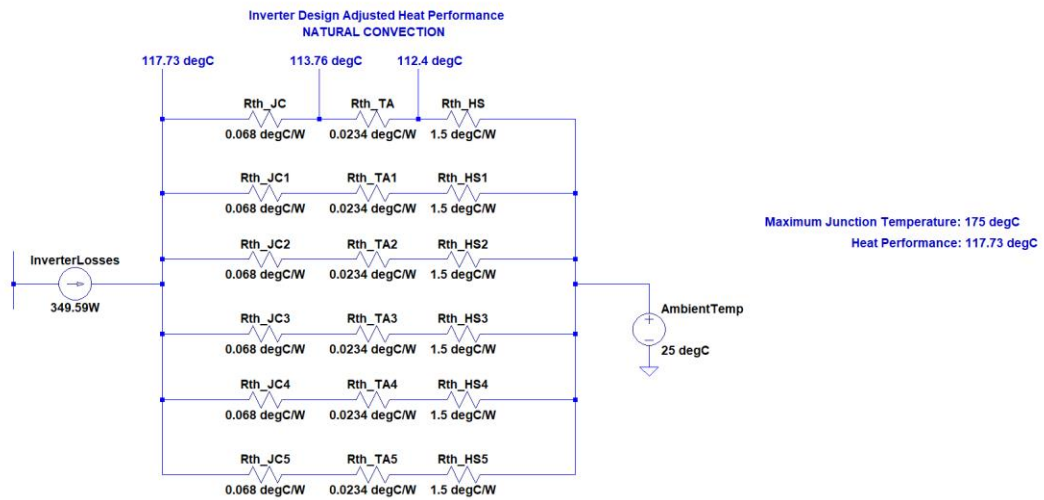 Inverter Design Adjusted Heat Performance
NATURAL CONVECTION
117.73 degC 113.76 degC 112.4 degC
Rth_JC Rth_TA Rth_HS
0.068 degC/W 0.0234 degC/W 1.5 degC/W
Rth_JC1 Rth_TA1 Rth_HS1
0.068 degC/W 0.0234 degC/W 1.5 degC/W
Maximum Junction Temperature: 175 degC
Rth_JC2 Rth_TA2 Rth_HS2
Heat Performance: 117.73 degC
0.068 degC/W 0.0234 degC/W 1.5 degC/W
InverterLosses
349.59W
AmbientTemp
+
−
25 degC
Rth_JC3 Rth_TA3 Rth_HS3
0.068 degC/W 0.0234 degC/W 1.5 degC/W
Rth_JC4 Rth_TA4 Rth_HS4
0.068 degC/W 0.0234 degC/W 1.5 degC/W
Rth_JC5 Rth_TA5 Rth_HS5
0.068 degC/W 0.0234 degC/W 1.5 degC/W